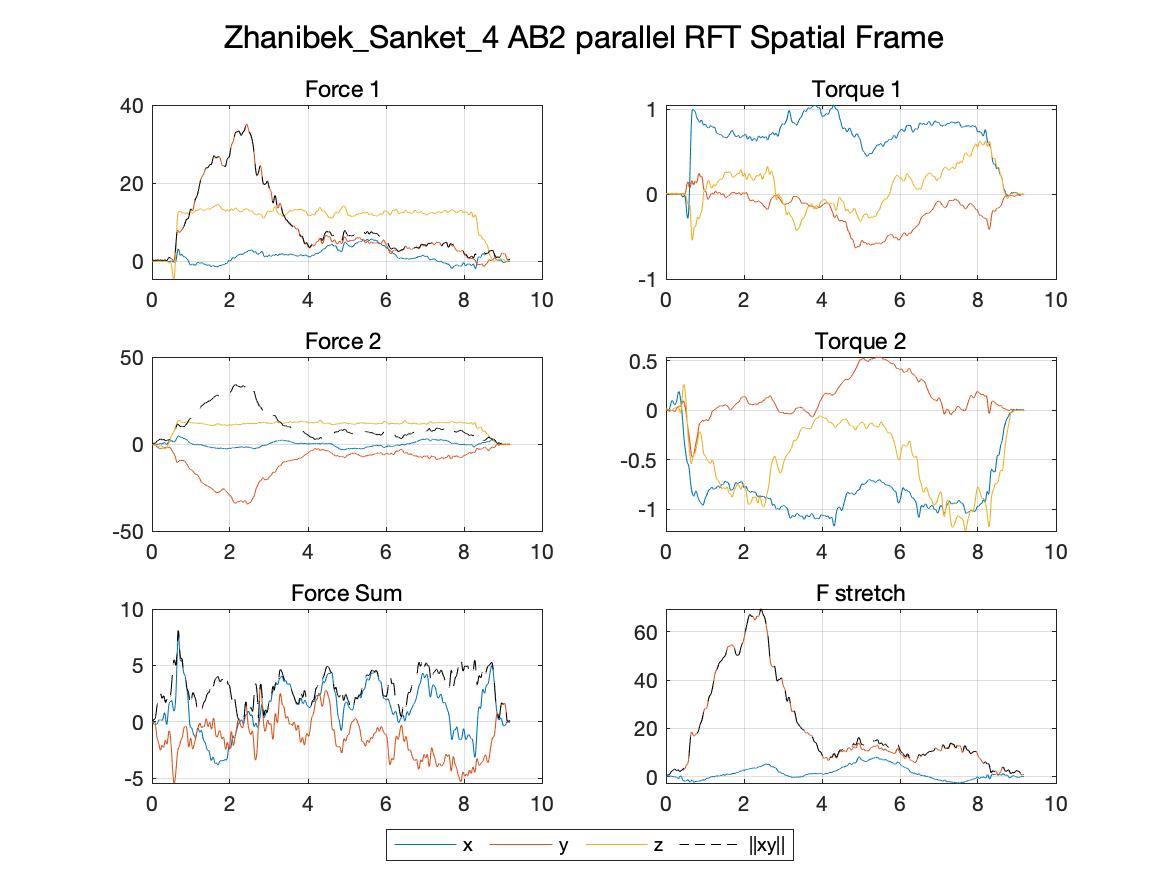 Zhanibek_Sanket_4 AB2 parallel RFT Spatial Frame
Force 1
40
20
0
0 2 4 6 8 10
Torque 1
1
0
-1
0 2 4 6 8 10
Force 2
50
0
-50
0 2 4 6 8 10
Torque 2
0.5
0
-0.5
-1
0 2 4 6 8 10
Force Sum
10
5
0
-5
0 2 4 6 8 10
F stretch
60
40
20
0
0 2 4 6 8 10
x y z ||xy||